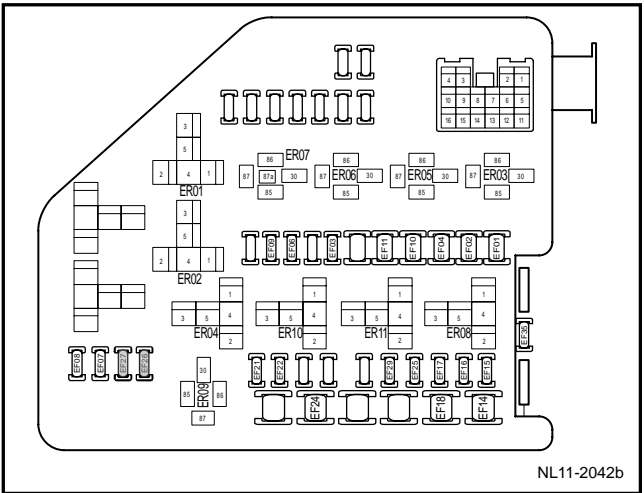 4 3 2 1
10 9 8 7 6 5
16 15 14 13 12 11
3
5
2 4 1
ER01
86 ER07
87 87a 30
85
86
87 ER06 30
85
86
87 ER05 30
85
86
87 ER03 30
85
3
5
2 4 1
ER02
EF09 EF06 EF03 EF11 EF10 EF04 EF02 EF01
1
3 5 4
ER04 2
1
3 5 4
ER10 2
1
3 5 4
ER11 2
1
3 5 4
ER08 2
EF35
EF08 EF07 EF27 EF26
30
85 ER09 86
87
EF21 EF22 EF29 EF25 EF17 EF16 EF15
EF24 EF18 EF14
NL11-2042b